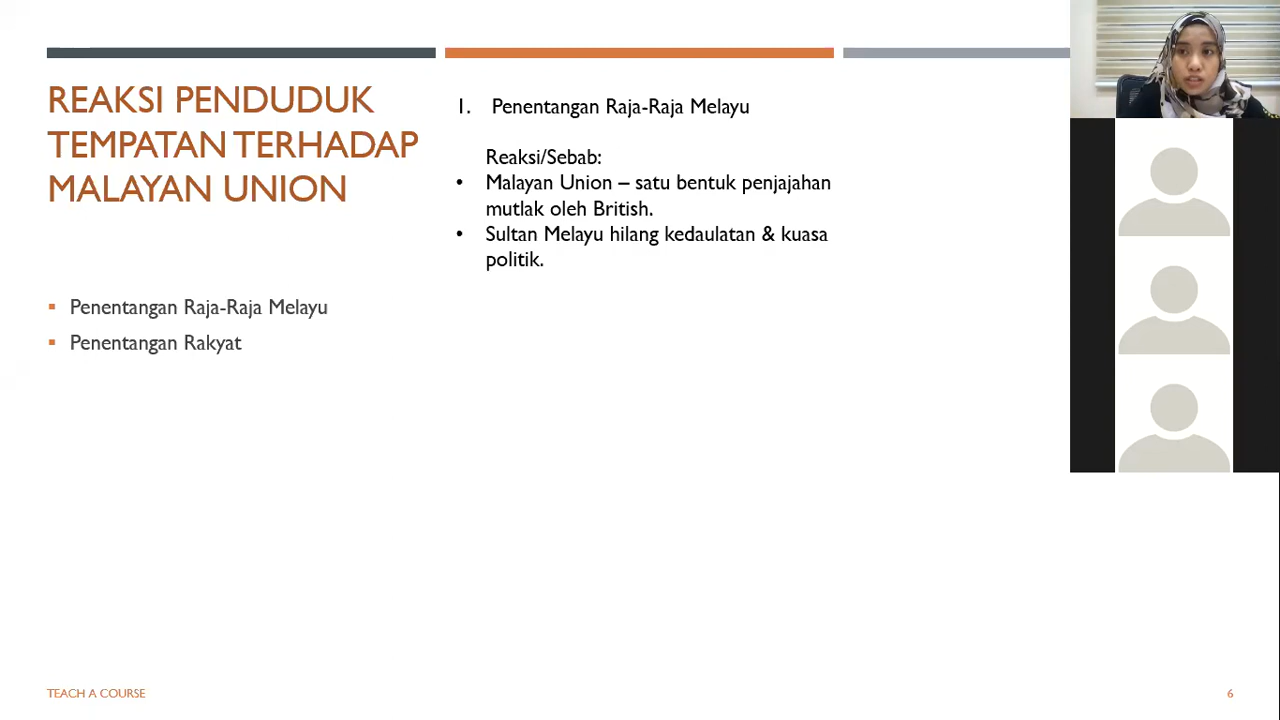 REAKSI PENDUDUK
TEMPATAN TERHADAP
MALAYAN UNION
▪ Penentangan Raja-Raja Melayu
▪ Penentangan Rakyat
1. Penentangan Raja-Raja Melayu
Reaksi/Sebab:
• Malayan Union – satu bentuk penjajahan
mutlak oleh British.
• Sultan Melayu hilang kedaulatan & kuasa
politik.
TEACH A COURSE
6